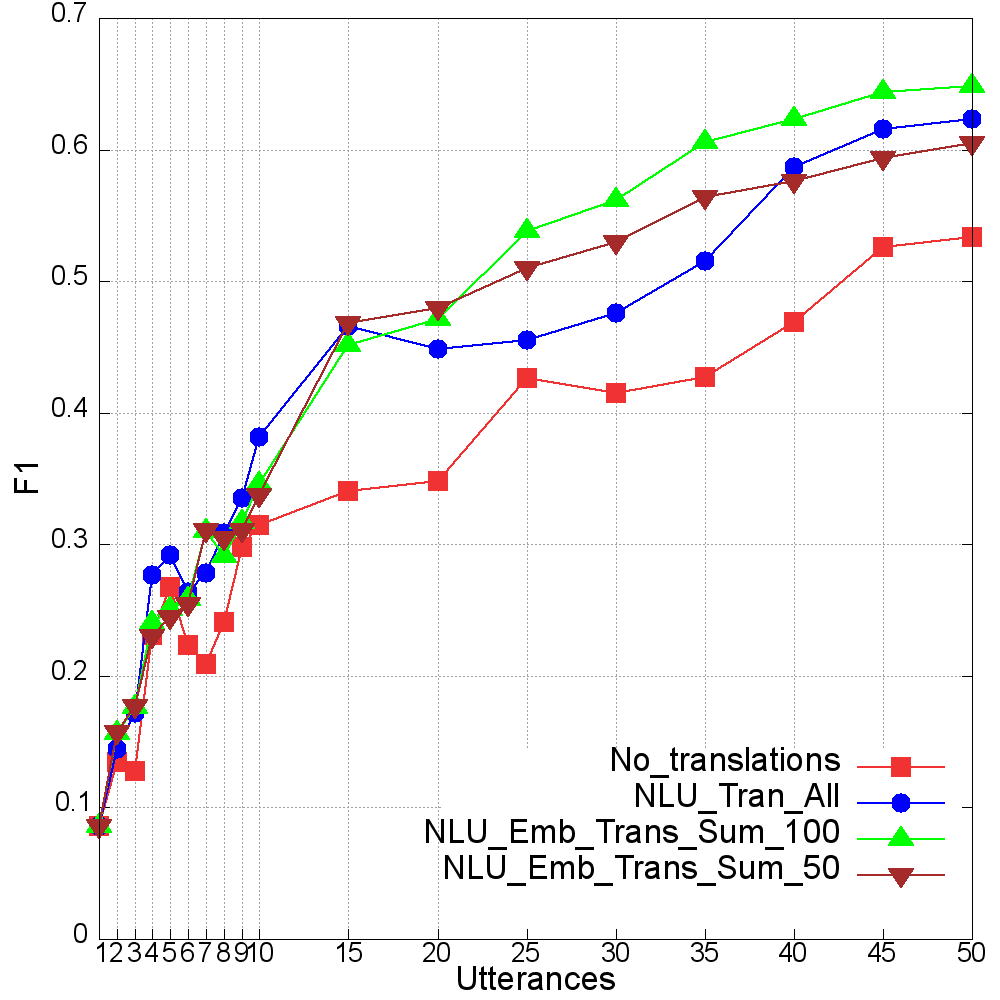 0.7
0.6
0.5
0.4
0.3
0.2
0.1
0
F1
No_translations
NLU_Tran_All
NLU_Emb_Trans_Sum_100
NLU_Emb_Trans_Sum_50
1 2 3 4 5 6 7 8 9 10 15 20 25 30 35 40 45 50
Utterances